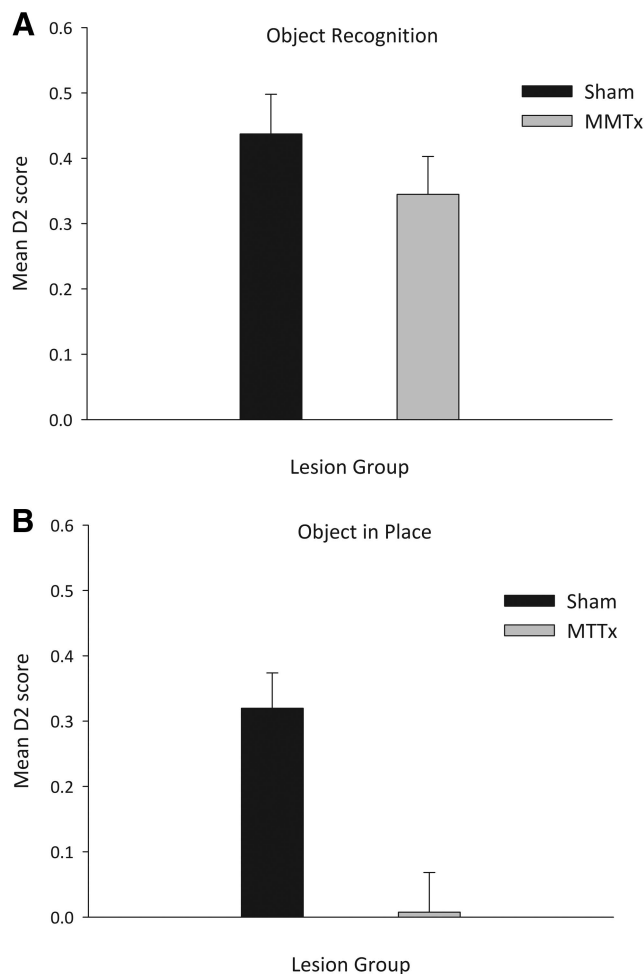 A
Object Recognition
0.6
0.5
0.4
0.3
0.2
0.1
0.0
Mean D2 score
Sham
MMTx
Lesion Group
B
Object in Place
0.6
0.5
0.4
0.3
0.2
0.1
0.0
Mean D2 score
Sham
MTTx
Lesion Group